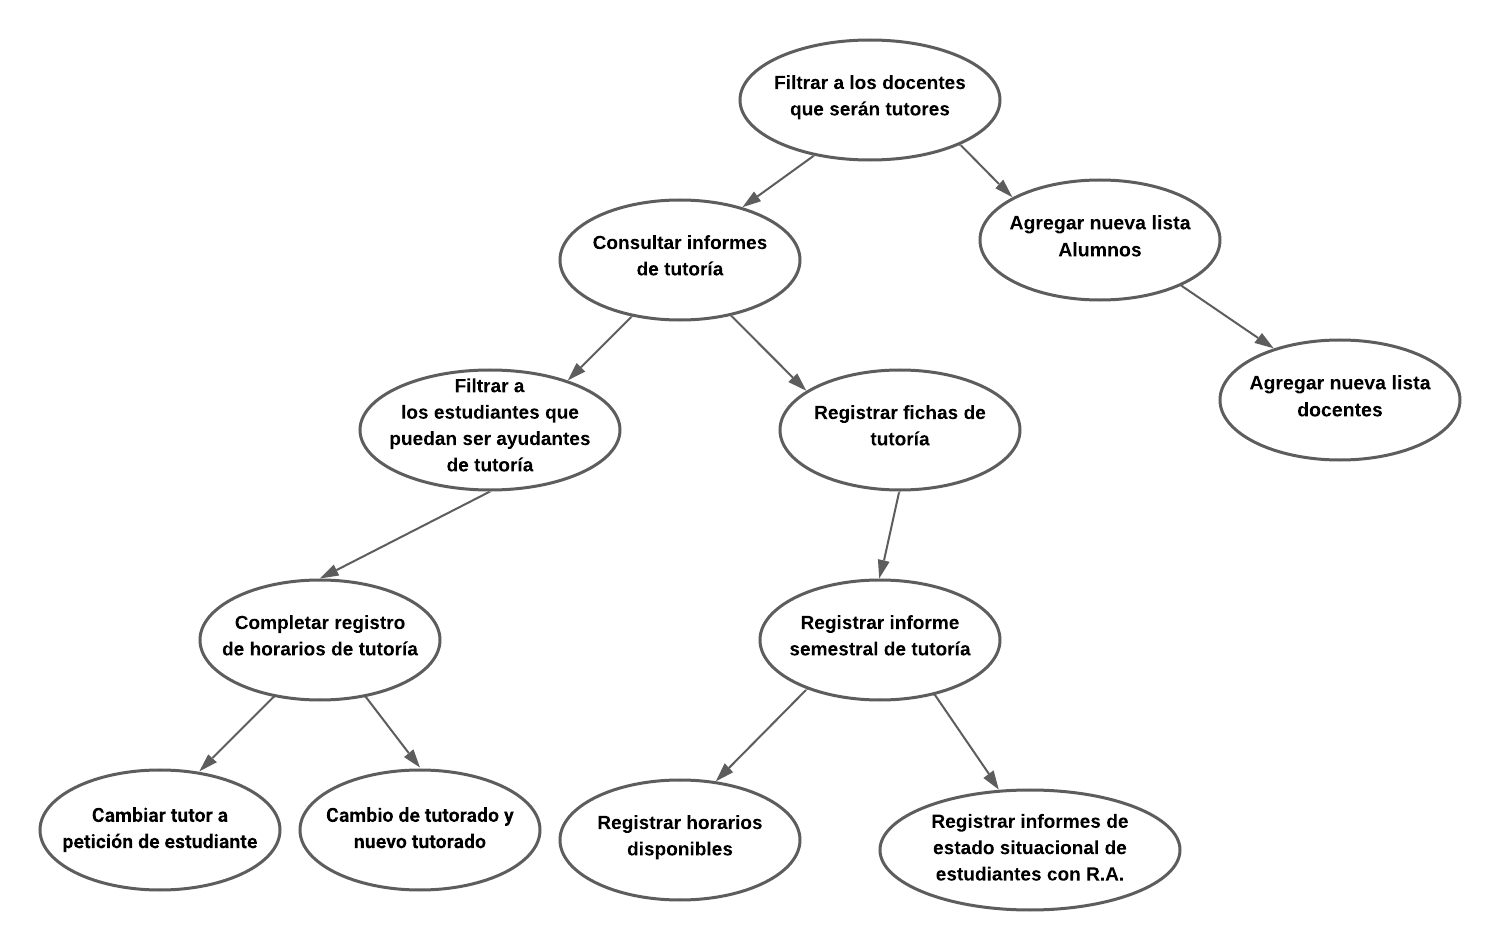 Filtrar a los docentes
que serán tutores
Agregar nueva lista
Alumnos
Consultar informes
de tutoría
Agregar nueva lista
docentes
Filtrar a
los estudiantes que
puedan ser ayudantes
de tutoría
Registrar fichas de
tutoría
Completar registro
de horarios de tutoría
Registrar informe
semestral de tutoría
Cambiar tutor a
petición de estudiante
Cambio de tutorado y
nuevo tutorado
Registrar horarios
disponibles
Registrar informes de
estado situacional de
estudiantes con R.A.